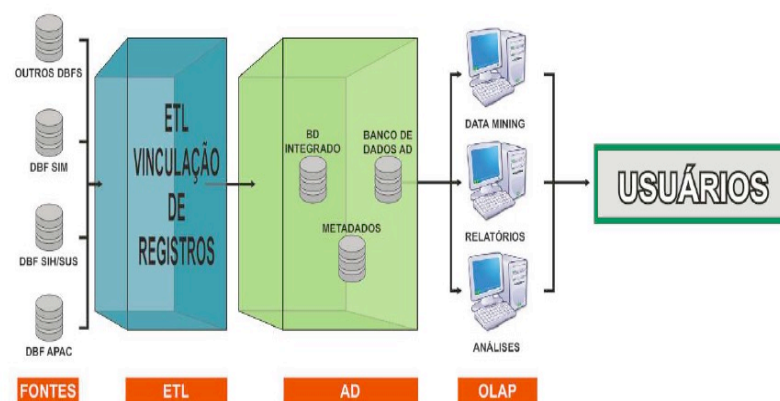 OUTROS DBFS
DBF SIM
DBF SIH/SUS
DBF APAC
ETL
VINCULAÇÃO
DE
REGISTROS
BD
INTEGRADO
BANCO DE
DADOS AD
METADADOS
DATA MINING
RELATÓRIOS
ANÁLISES
USUÁRIOS
FONTES
ETL
AD
OLAP